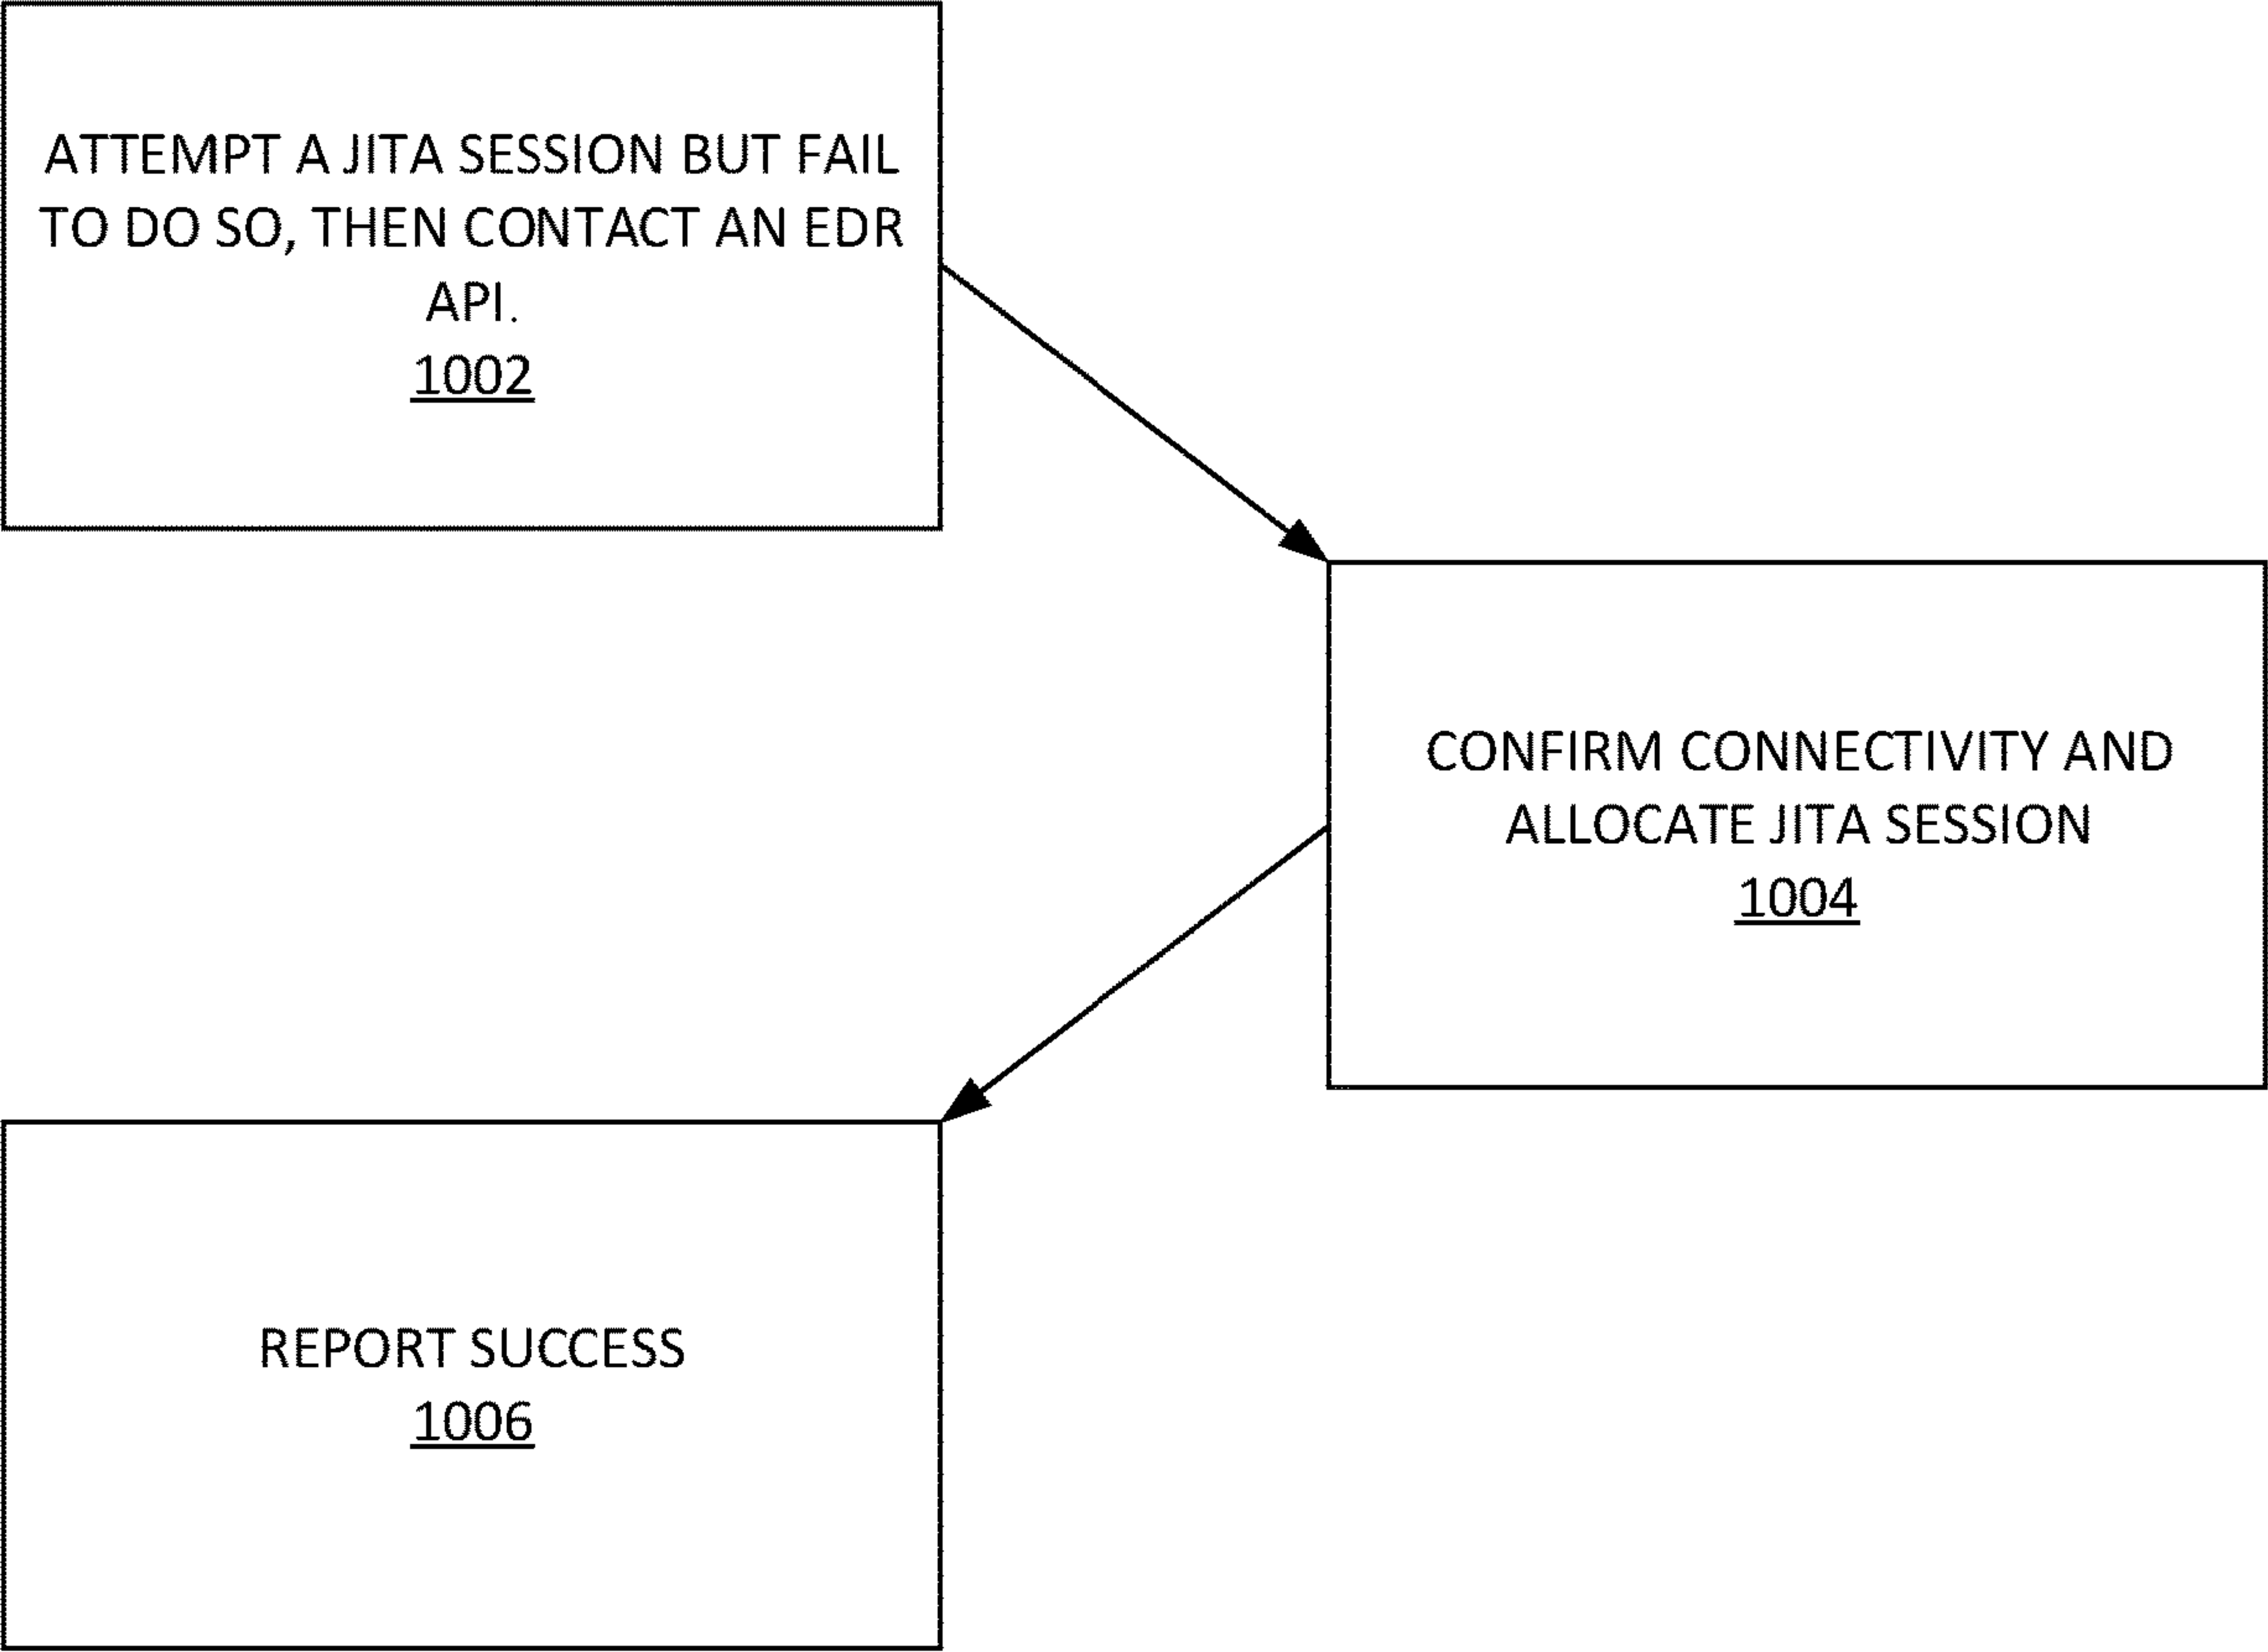 ATTEMPT A JITA SESSION BUT FAIL
TO DO SO, THEN CONTACT AN EDR
API.
1002
CONFIRM CONNECTIVITY AND
ALLOCATE JITA SESSION
1004
REPORT SUCCESS
1006